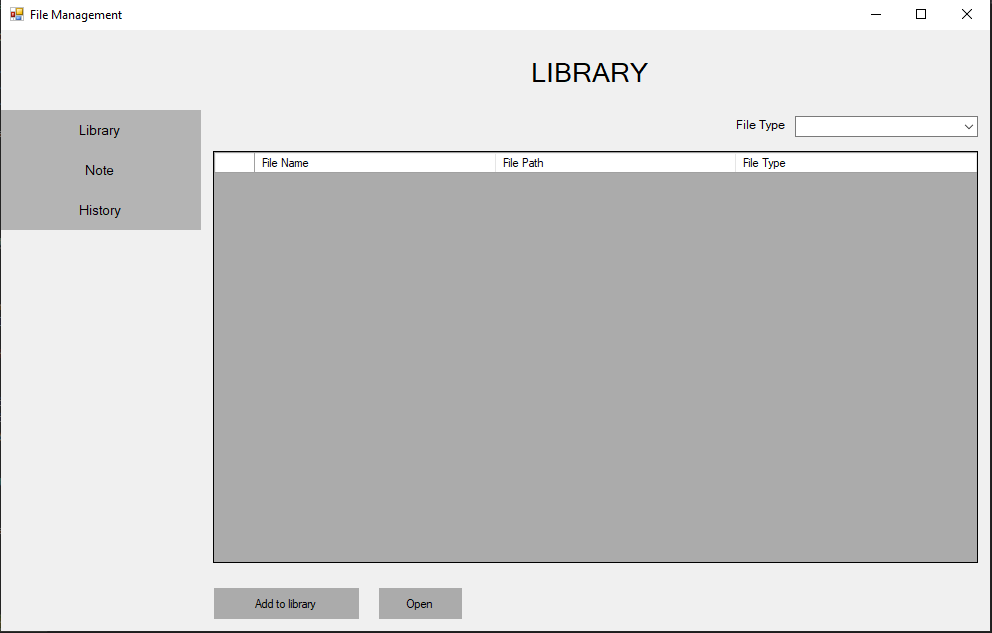 File Management
LIBRARY
Library
Note
History
File Type
File Name File Path File Type
Add to library Open